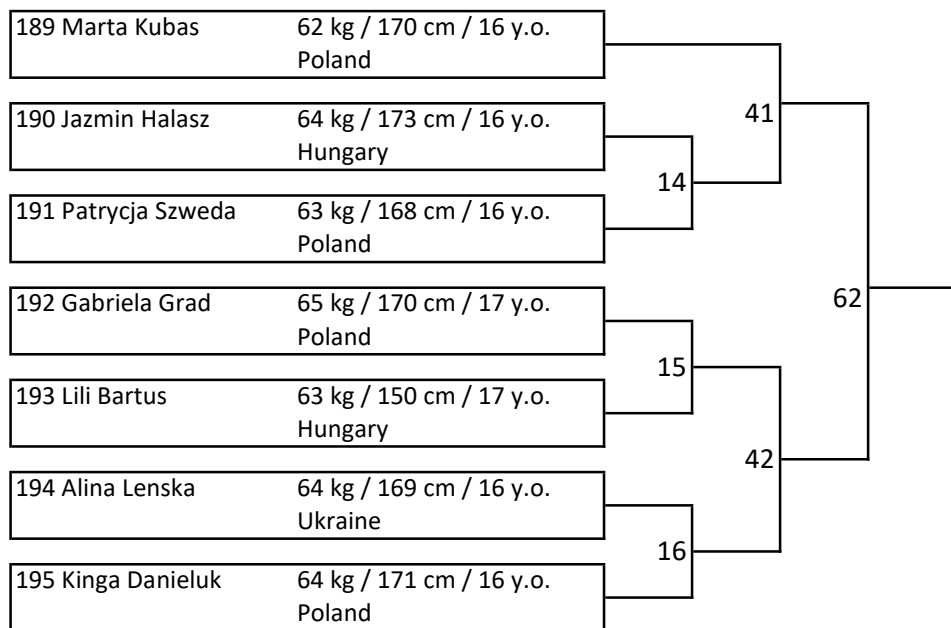 189 Marta Kubas 62 kg / 170 cm / 16 y.o.
Poland
190 Jazmin Halasz 64 kg / 173 cm / 16 y.o.
Hungary
41
14
191 Patrycja Szweda 63 kg / 168 cm / 16 y.o.
Poland
192 Gabriela Grad 65 kg / 170 cm / 17 y.o.
Poland
62
15
193 Lili Bartus 63 kg / 150 cm / 17 y.o.
Hungary
42
194 Alina Lenska 64 kg / 169 cm / 16 y.o.
Ukraine
16
195 Kinga Danieluk 64 kg / 171 cm / 16 y.o.
Poland